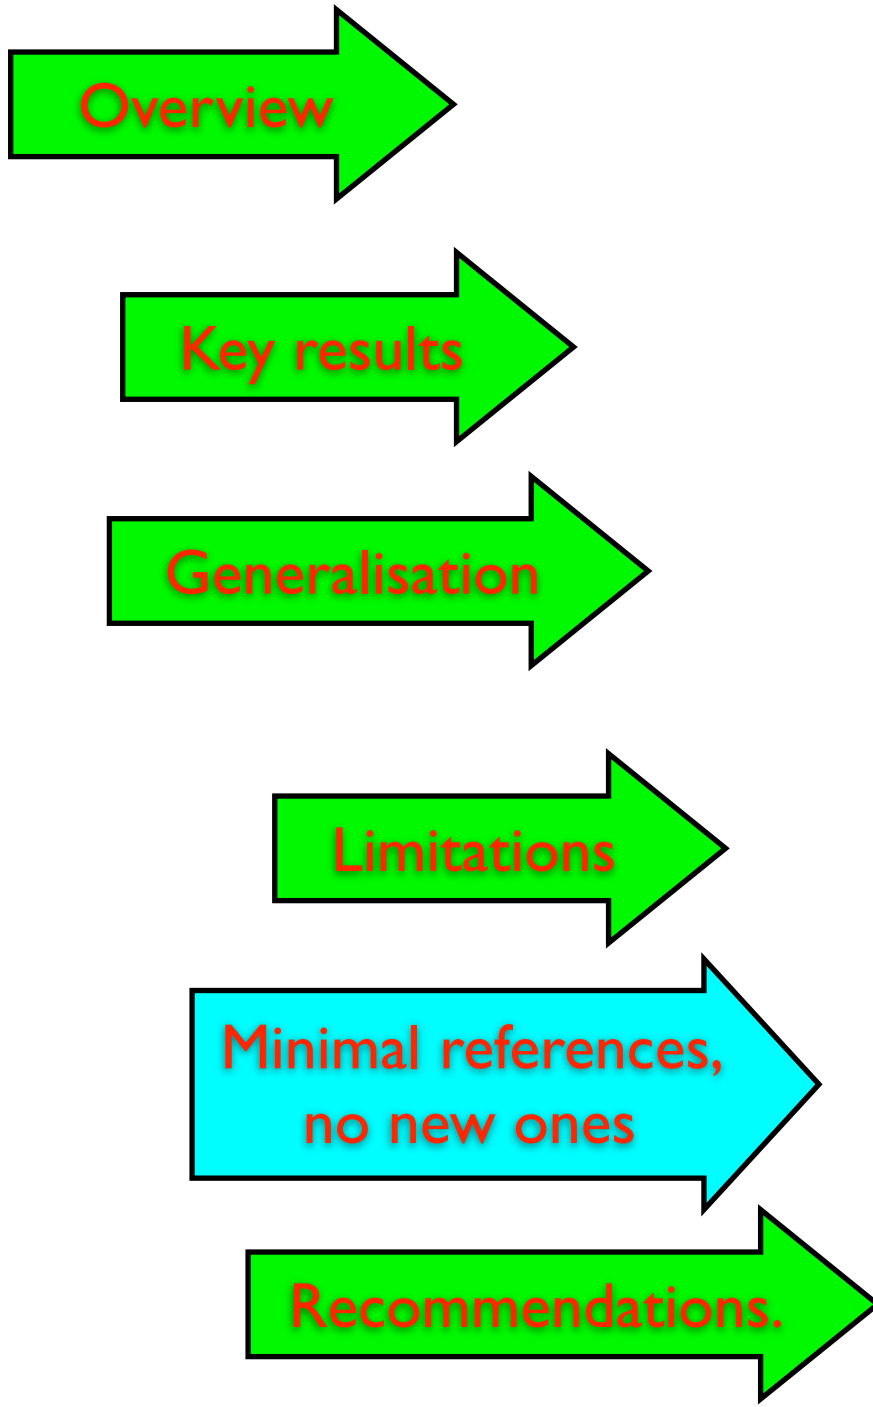 Overview
Key results
Generalisation
Limitations
Minimal references,
no new ones
Recommendations.